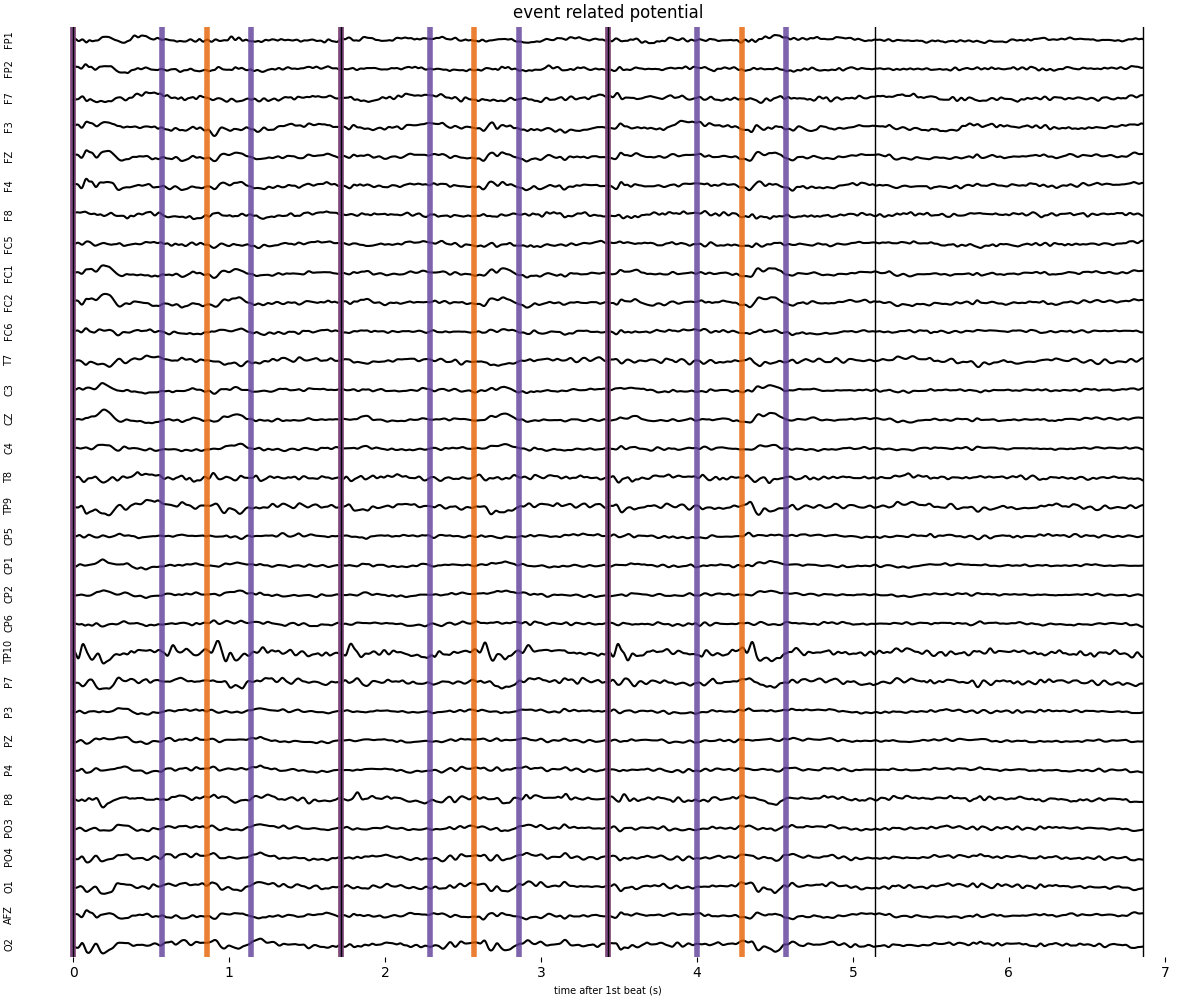 event related potential
FP1
FP2
F7
F3
FZ
F4
F8
FC5
FC1
FC2
FC6
T7
C3
CZ
C4
T8
TP9
CP5
CP1
CP2
CP6
TP10
P7
P3
PZ
P4
P8
PO3
PO4
O1
AFZ
O2
0 1 2 3 4 5 6 7
time after 1st beat (s)